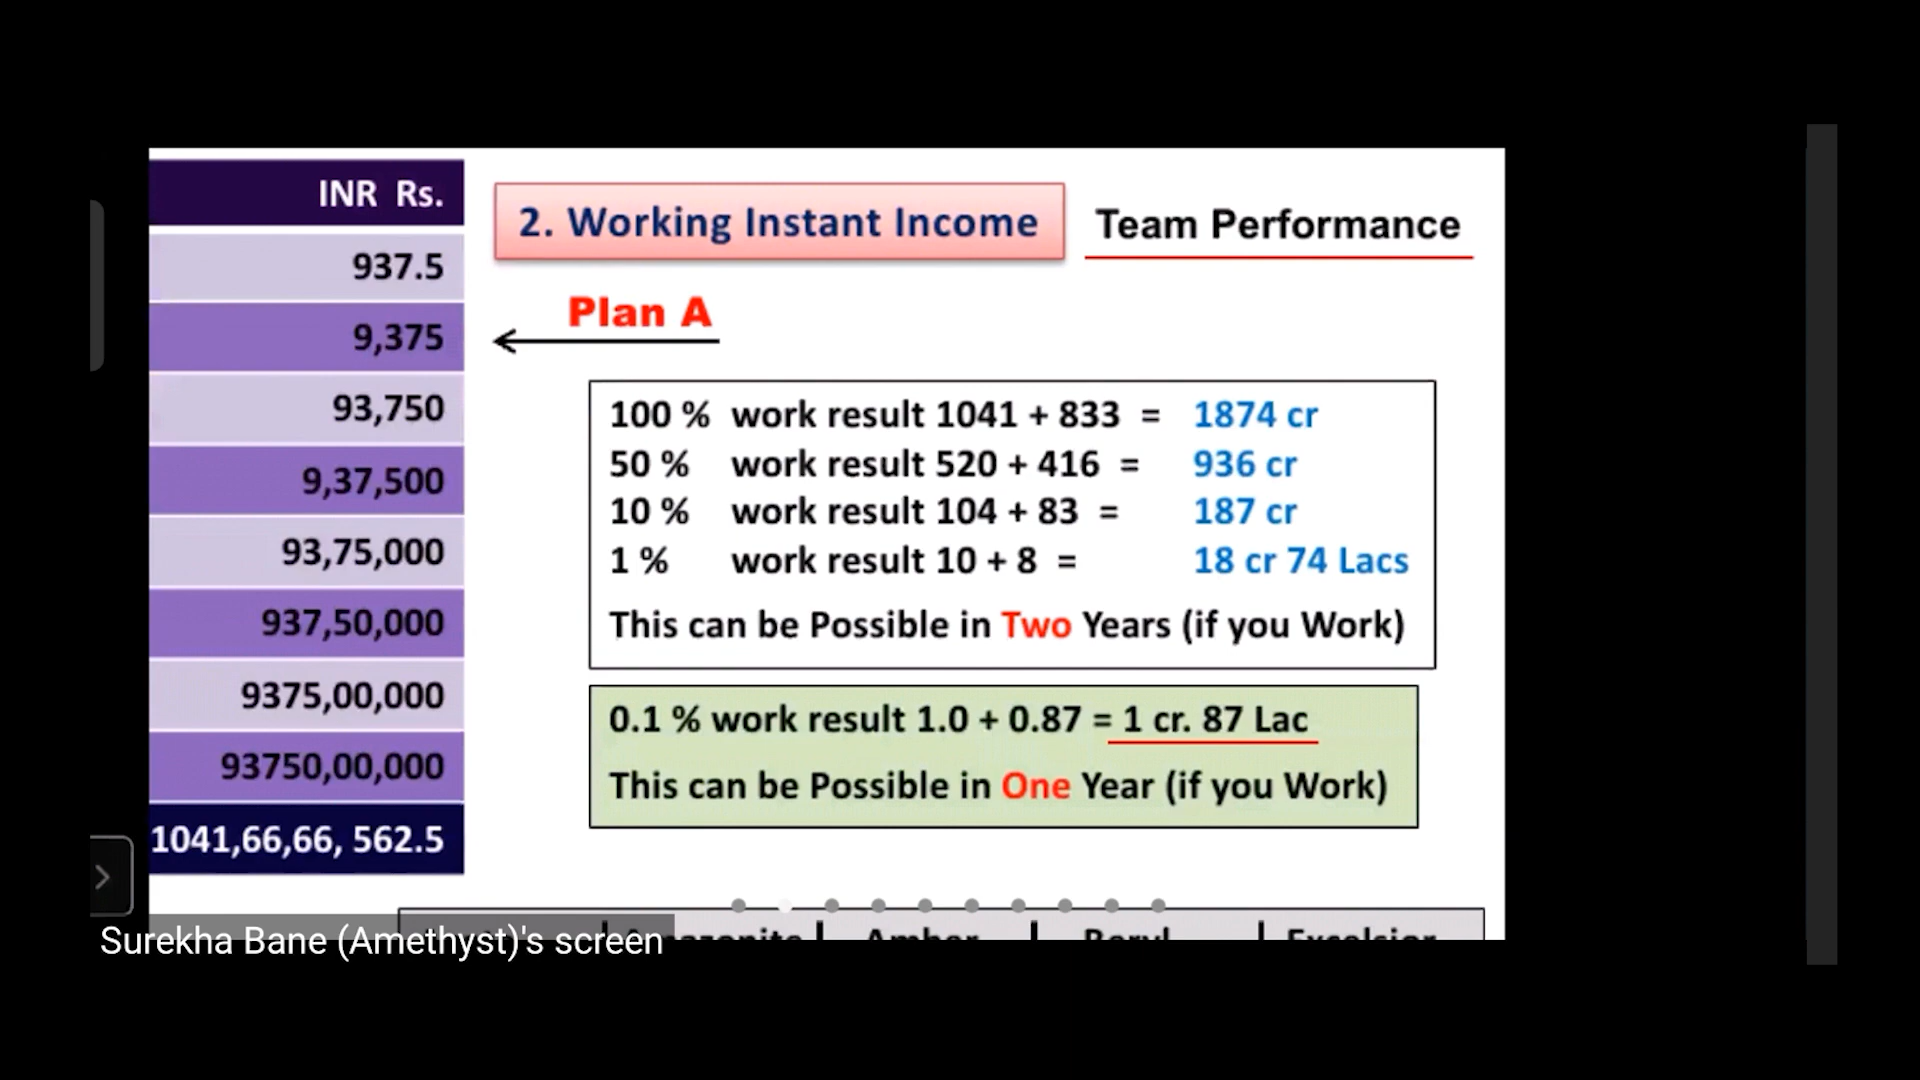 INR Rs.
937.5
9,375
93,750
9,37,500
93,75,000
937,50,000
9375,00,000
93750,00,000
1041,66,66, 562.5
2. Working Instant Income
Team Performance
Plan A
100 % work result 1041 + 833 = 1874 cr
50 % work result 520 + 416 = 936 cr
10 % work result 104 + 83 = 187 cr
1 % work result 10 + 8 = 18 cr 74 Lacs
This can be Possible in Two Years (if you Work)
0.1 % work result 1.0 + 0.87 = 1 cr. 87 Lac
This can be Possible in One Year (if you Work)
Amber Beryl Excelsior
Surekha Bane (Amethyst)'s screen